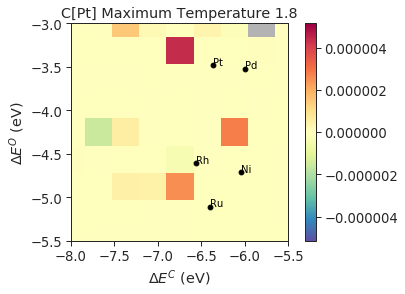 C[Pt] Maximum Temperature 1.8
−3.0
−3.5
−4.0
−4.5
−5.0
−5.5
ΔE^O (eV)
Pt
Pd
Rh
Ni
Ru
−8.0 −7.5 −7.0 −6.5 −6.0 −5.5
ΔE^C (eV)
0.000004
0.000002
0.000000
−0.000002
−0.000004